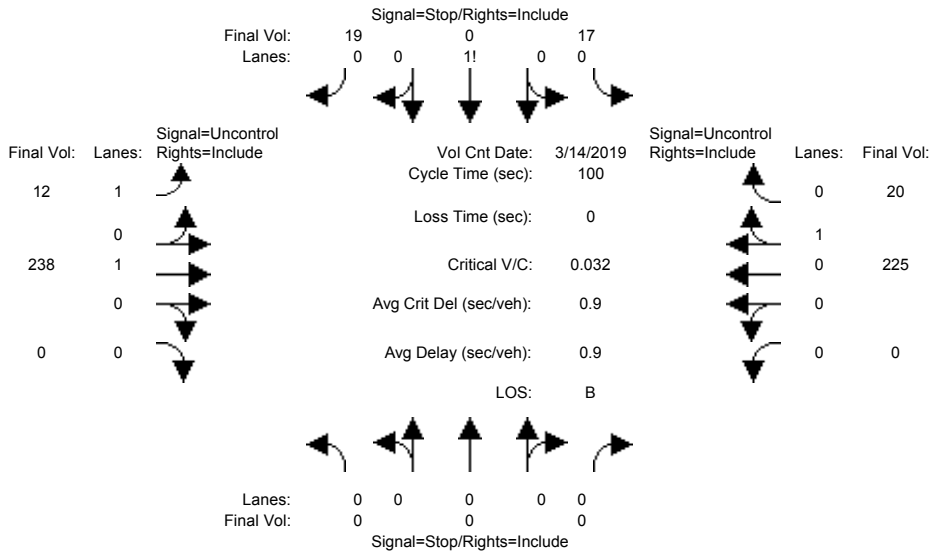 Signal=Stop/Rights=Include
Final Vol: 19 0 17
Lanes: 0 0 1! 0 0
Signal=Uncontrol Signal=Uncontrol
Final Vol: Lanes: Rights=Include Vol Cnt Date: 3/14/2019 Rights=Include Lanes: Final Vol:
Cycle Time (sec): 100
12 1 0 20
Loss Time (sec): 0
0 1
238 1 Critical V/C: 0.032 0 225
0 Avg Crit Del (sec/veh): 0.9 0
0 0 Avg Delay (sec/veh): 0.9 0 0
LOS: B
Lanes: 0 0 0 0 0
Final Vol: 0 0 0
Signal=Stop/Rights=Include